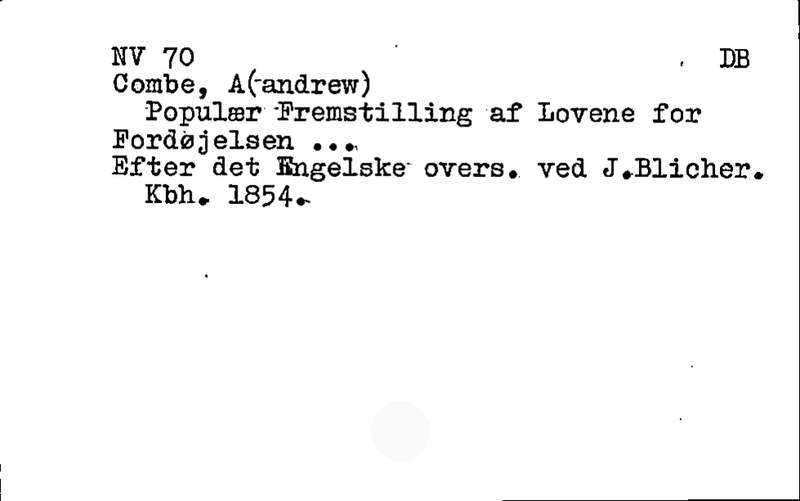 NV 70 DB
Combe, A(-andrew)
Populær Fremstilling af Lovene for
Fordøjelsen ...
Efter det Engelske overs. ved J.Blicher.
Kbh. 1854.